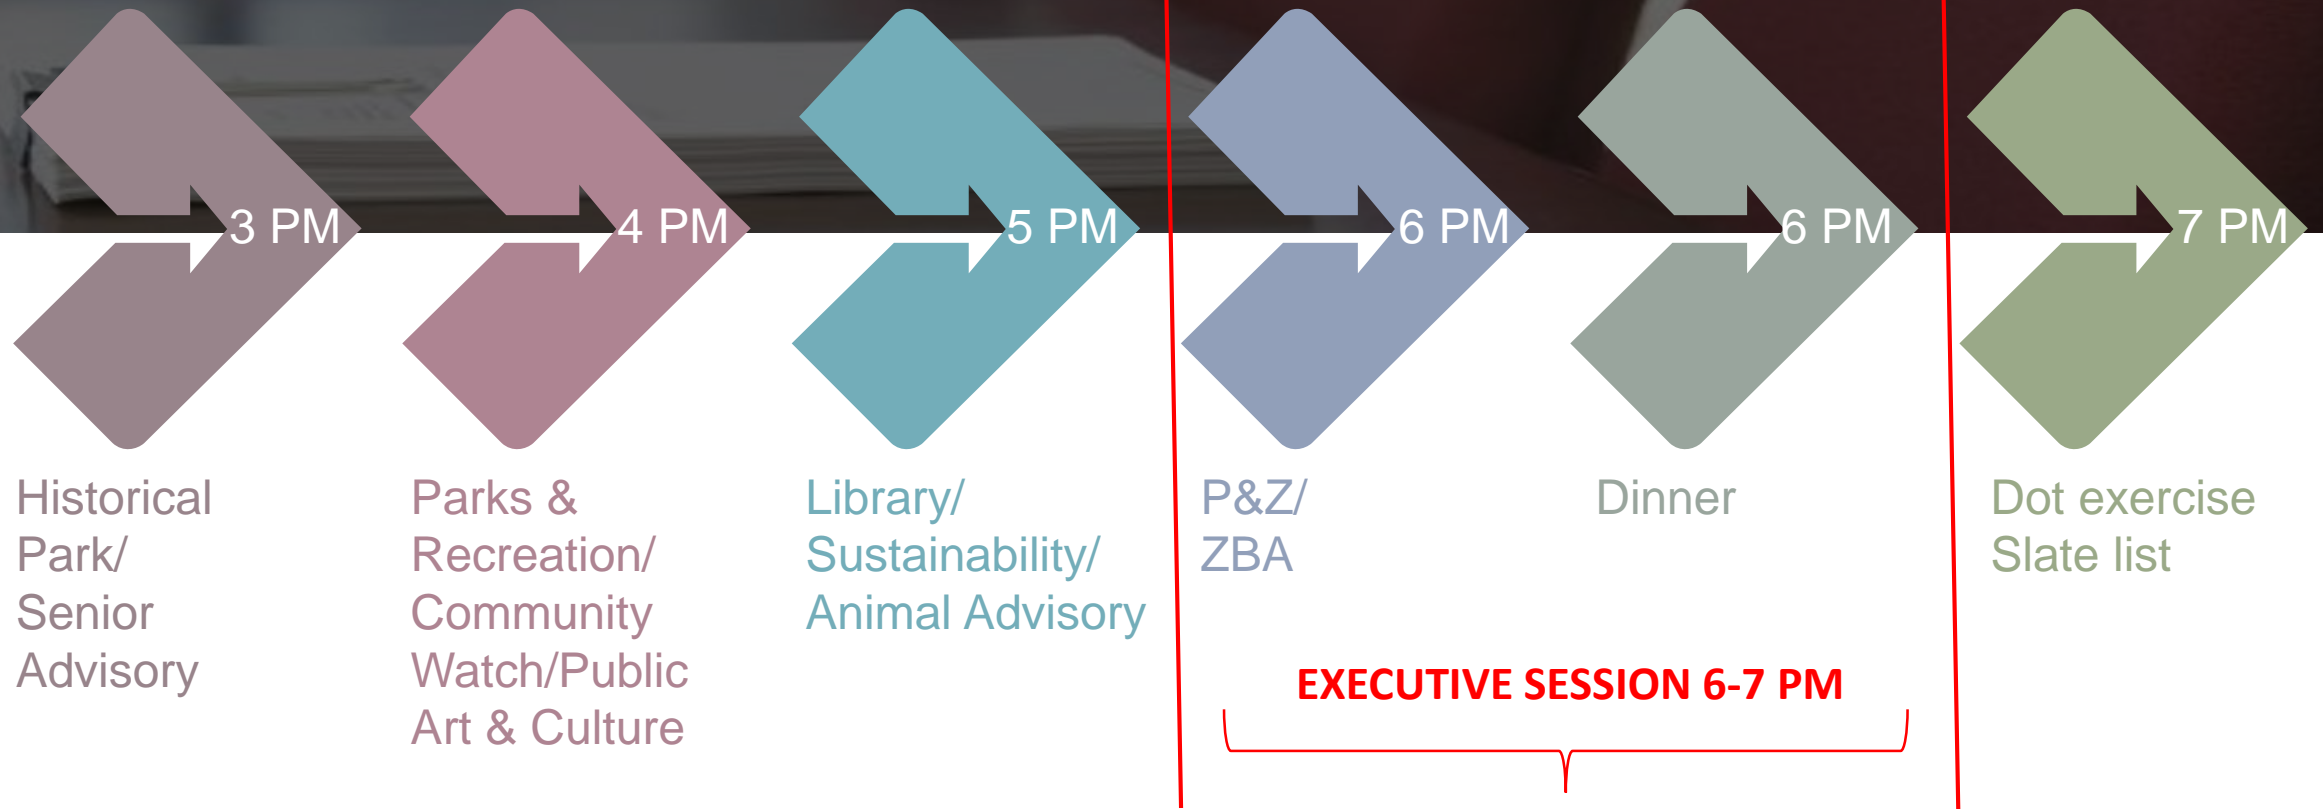 3 PM
4 PM
5 PM
6 PM
6 PM
7 PM
Historical
Park/
Senior
Advisory
Parks &
Recreation/
Community
Watch/Public
Art & Culture
Library/
Sustainability/
Animal Advisory
P&Z/
ZBA
Dinner
Dot exercise
Slate list
EXECUTIVE SESSION 6-7 PM